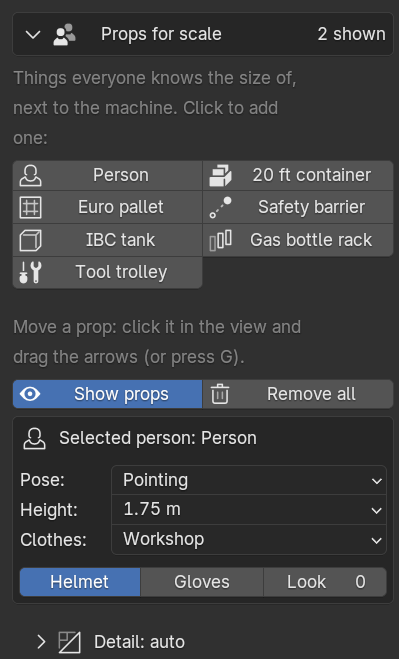 Props for scale 2 shown
Things everyone knows the size of,
next to the machine. Click to add
one:
Person 20 ft container
Euro pallet Safety barrier
IBC tank Gas bottle rack
Tool trolley
Move a prop: click it in the view and
drag the arrows (or press G).
Show props Remove all
Selected person: Person
Pose: Pointing
Height: 1.75 m
Clothes: Workshop
Helmet Gloves Look 0
Detail: auto